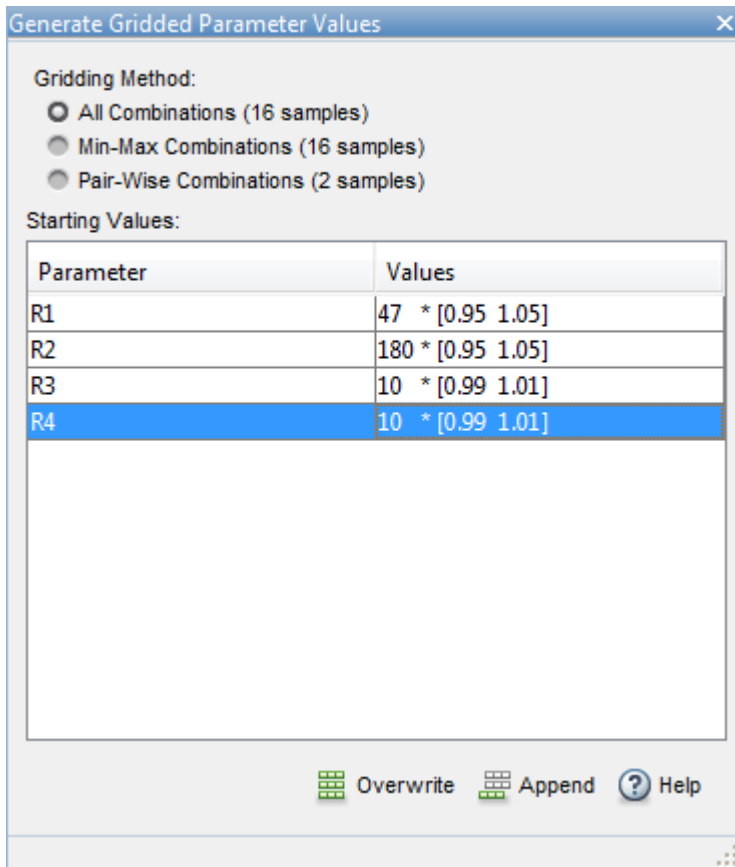 Generate Gridded Parameter Values
Gridding Method:
All Combinations (16 samples)
Min-Max Combinations (16 samples)
Pair-Wise Combinations (2 samples)
Starting Values:
Parameter Values
R1 47 * [0.95 1.05]
R2 180 * [0.95 1.05]
R3 10 * [0.99 1.01]
R4 10 * [0.99 1.01]
Overwrite Append ? Help